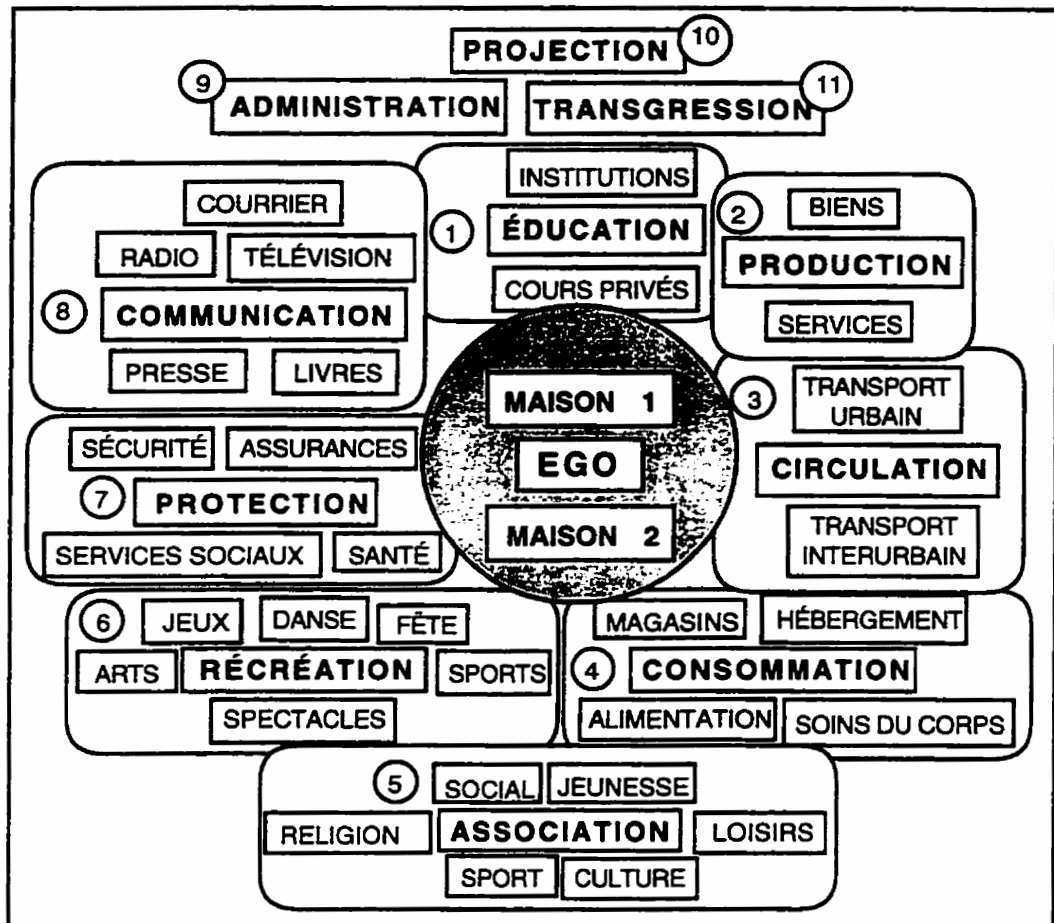 PROJECTION 10
9 ADMINISTRATION
TRANSGRESSION 11
INSTITUTIONS
1 ÉDUCATION
COURS PRIVÉS
2 BIENS
PRODUCTION
SERVICES
COURRIER
RADIO TÉLÉVISION
8 COMMUNICATION
PRESSE LIVRES
MAISON 1
EGO
MAISON 2
3 TRANSPORT
URBAIN
CIRCULATION
TRANSPORT
INTERURBAIN
SÉCURITÉ ASSURANCES
7 PROTECTION
SERVICES SOCIAUX SANTÉ
6 JEUX DANSE FÊTE
ARTS RÉCRÉATION SPORTS
SPECTACLES
MAGASINS HÉBERGEMENT
4 CONSOMMATION
ALIMENTATION SOINS DU CORPS
5 SOCIAL JEUNESSE
RELIGION ASSOCIATION LOISIRS
SPORT CULTURE